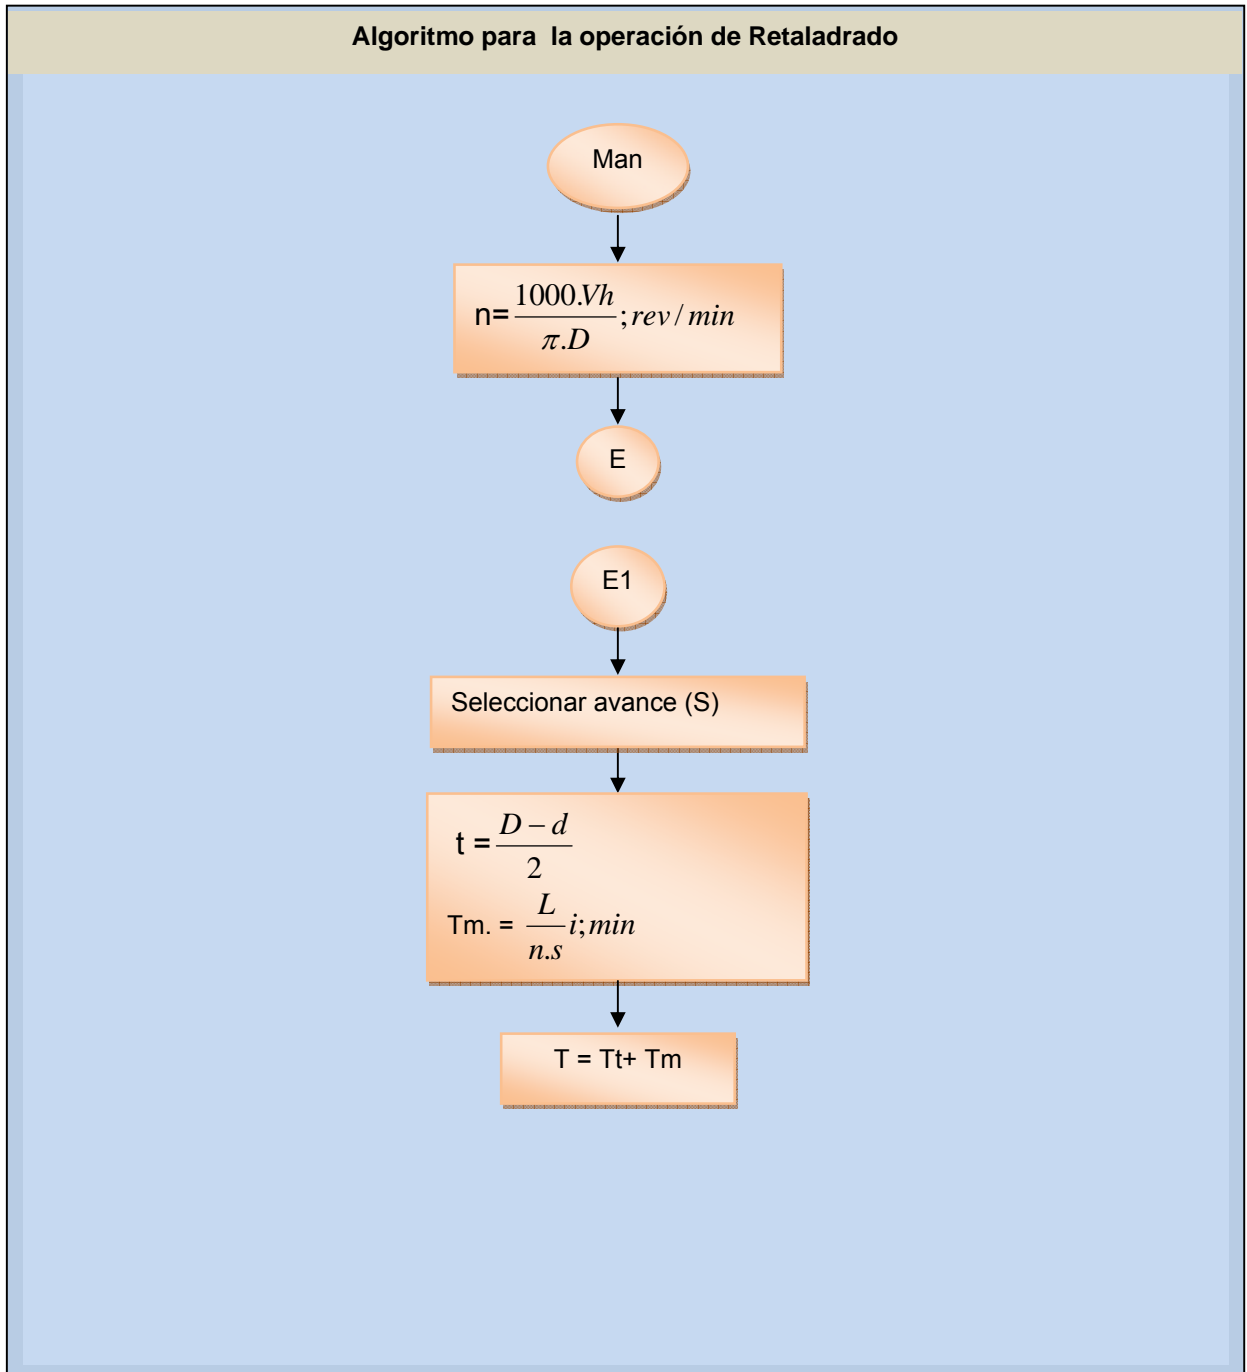 Algoritmo para la operación de Retaladrado
Man
n= 1000.Vh / π.D ; rev / min
E
E1
Seleccionar avance (S)
t = D − d / 2
Tm. = L / n.s i; min
T = Tt+ Tm